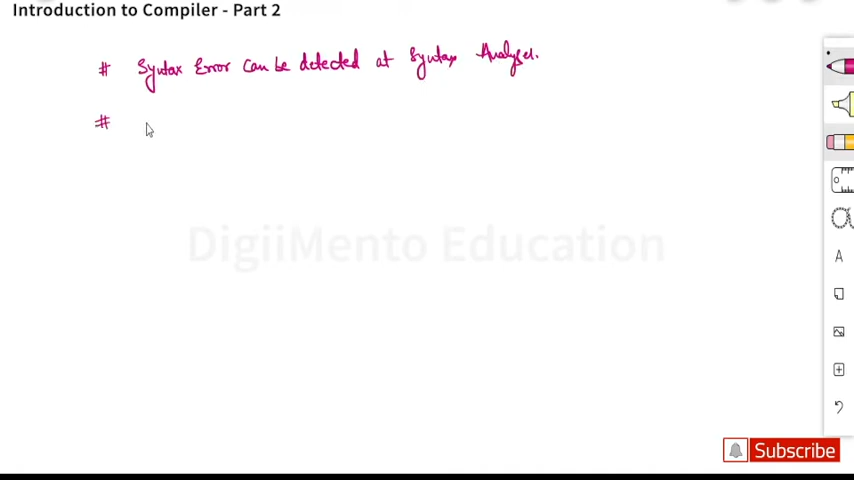 Introduction to Compiler - Part 2
# Syntax Error can be detected at Syntax Analyser.
#
DigiiMento Education
A
Subscribe